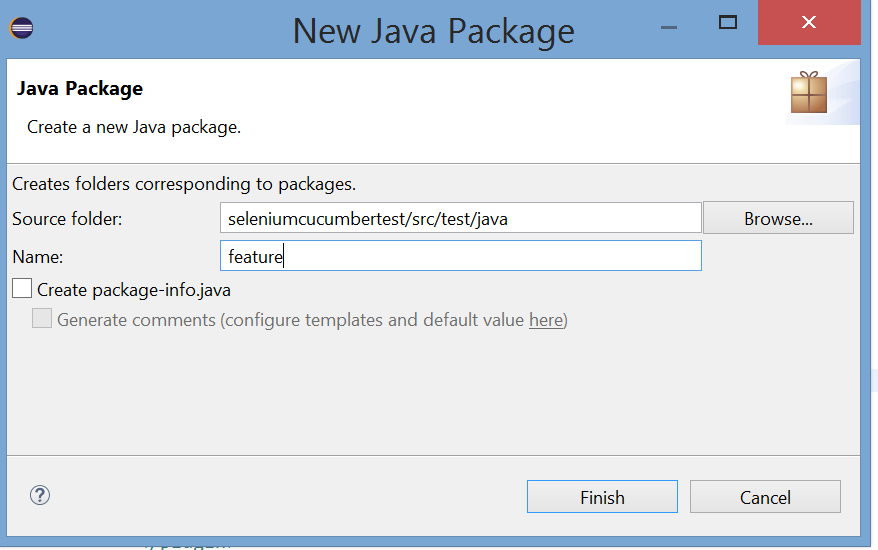 New Java Package
Java Package
Create a new Java package.
Creates folders corresponding to packages.
Source folder: seleniumcucumbertest/src/test/java Browse...
Name: feature
Create package-info.java
Generate comments (configure templates and default value here)
? Finish Cancel